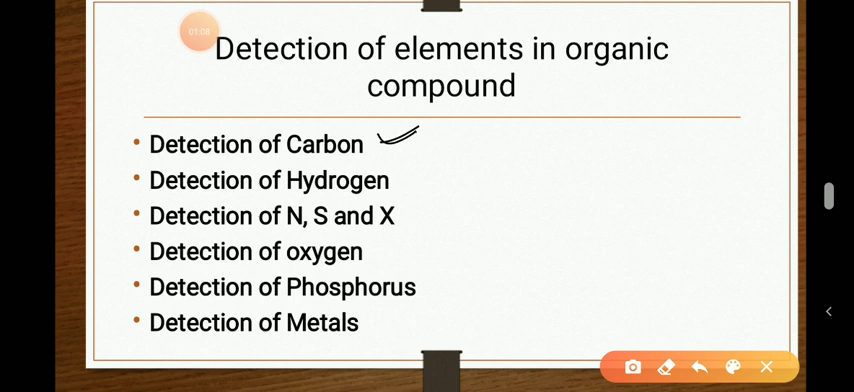 01:08
Detection of elements in organic
compound
• Detection of Carbon
• Detection of Hydrogen
• Detection of N, S and X
• Detection of oxygen
• Detection of Phosphorus
• Detection of Metals